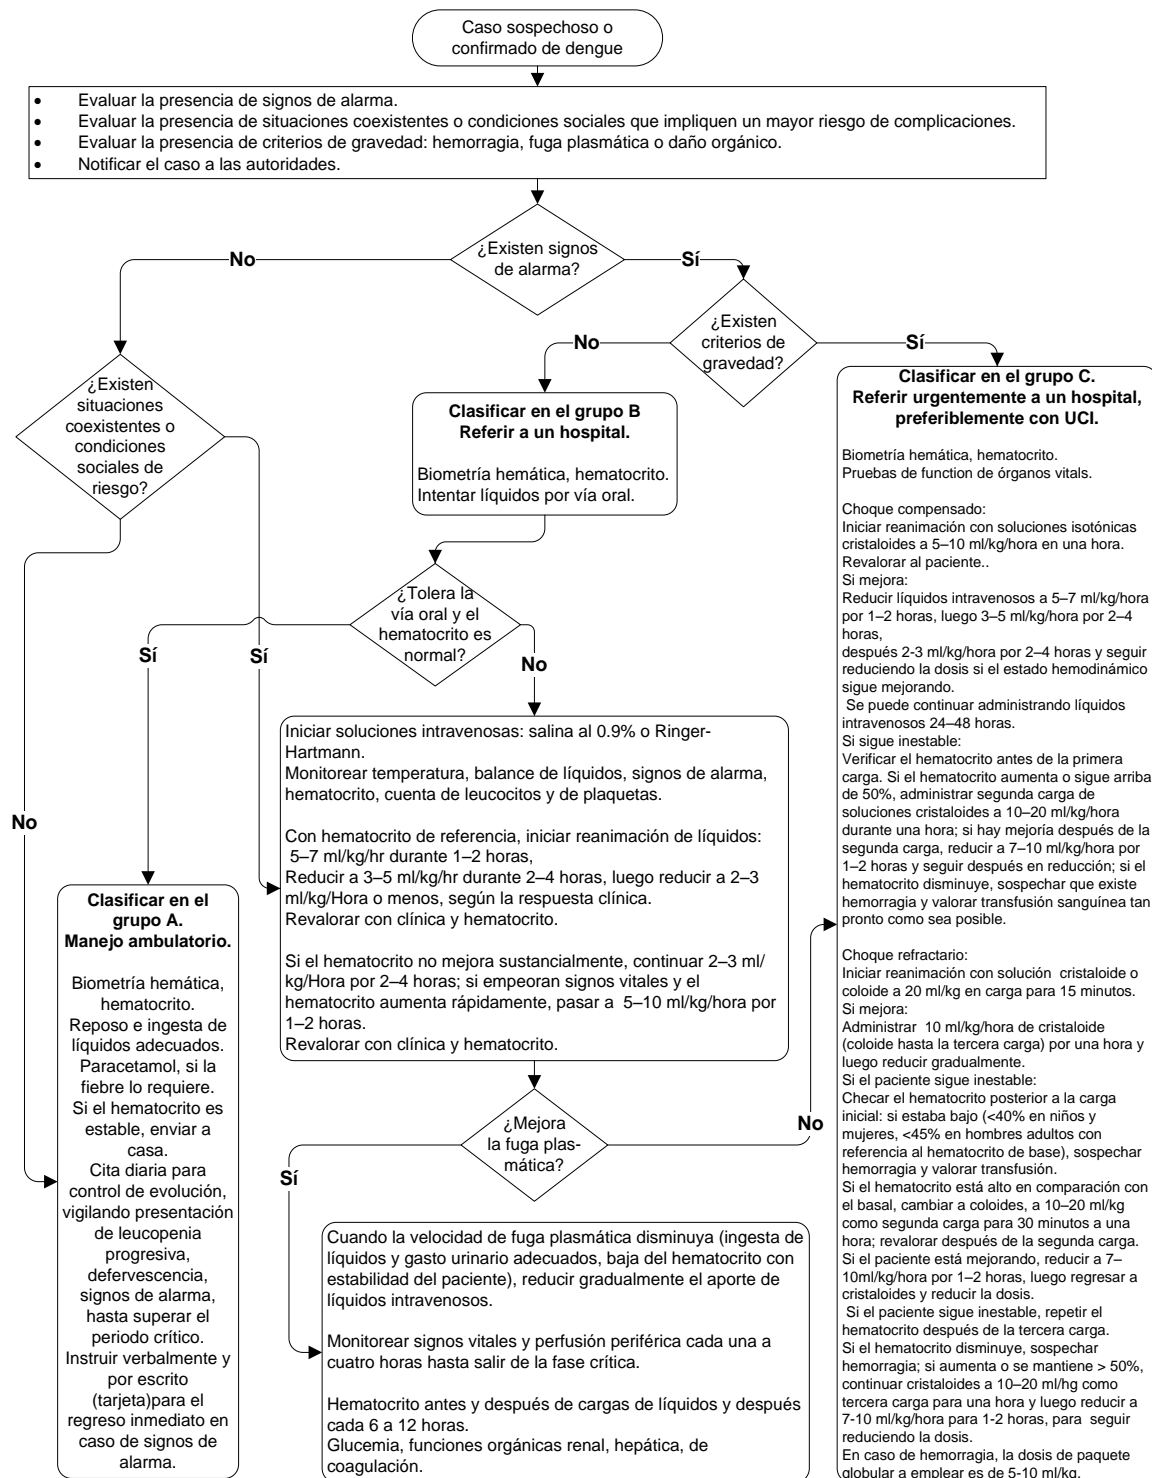 Caso sospechoso o
confirmado de dengue
• Evaluar la presencia de signos de alarma.
• Evaluar la presencia de situaciones coexistentes o condiciones sociales que impliquen un mayor riesgo de complicaciones.
• Evaluar la presencia de criterios de gravedad: hemorragia, fuga plasmática o daño orgánico.
• Notificar el caso a las autoridades.
¿Existen signos
de alarma?
No
Sí
¿Existen
criterios de
gravedad?
No
Sí
¿Existen
situaciones
coexistentes o
condiciones
sociales de
riesgo?
Clasificar en el grupo B
Referir a un hospital.
Biometría hemática, hematocrito.
Intentar líquidos por vía oral.
¿Tolera la
vía oral y el
hematocrito es
normal?
Sí
Sí
No
No
Iniciar soluciones intravenosas: salina al 0.9% o Ringer-
Hartmann.
Monitorear temperatura, balance de líquidos, signos de alarma,
hematocrito, cuenta de leucocitos y de plaquetas.
Con hematocrito de referencia, iniciar reanimación de líquidos:
5–7 ml/kg/hr durante 1–2 horas,
Reducir a 3–5 ml/kg/hr durante 2–4 horas, luego reducir a 2–3
ml/kg/Hora o menos, según la respuesta clínica.
Revalorar con clínica y hematocrito.
Si el hematocrito no mejora sustancialmente, continuar 2–3 ml/
kg/Hora por 2–4 horas; si empeoran signos vitales y el
hematocrito aumenta rápidamente, pasar a 5–10 ml/kg/hora por
1–2 horas.
Revalorar con clínica y hematocrito.
Clasificar en el
grupo A.
Manejo ambulatorio.
Biometría hemática,
hematocrito.
Reposo e ingesta de
líquidos adecuados.
Paracetamol, si la
fiebre lo requiere.
Si el hematocrito es
estable, enviar a
casa.
Cita diaria para
control de evolución,
vigilando presentación
de leucopenia
progresiva,
defervescencia,
signos de alarma,
hasta superar el
periodo crítico.
Instruir verbalmente y
por escrito
(tarjeta)para el
regreso inmediato en
caso de signos de
alarma.
¿Mejora
la fuga plas-
mática?
Sí
No
Cuando la velocidad de fuga plasmática disminuya (ingesta de
líquidos y gasto urinario adecuados, baja del hematocrito con
estabilidad del paciente), reducir gradualmente el aporte de
líquidos intravenosos.
Monitorear signos vitales y perfusión periférica cada una a
cuatro horas hasta salir de la fase crítica.
Hematocrito antes y después de cargas de líquidos y después
cada 6 a 12 horas.
Glucemia, funciones orgánicas renal, hepática, de
coagulación.
Clasificar en el grupo C.
Referir urgentemente a un hospital,
preferiblemente con UCI.
Biometría hemática, hematocrito.
Pruebas de function de órganos vitals.
Choque compensado:
Iniciar reanimación con soluciones isotónicas
cristaloides a 5–10 ml/kg/hora en una hora.
Revalorar al paciente..
Si mejora:
Reducir líquidos intravenosos a 5–7 ml/kg/hora
por 1–2 horas, luego 3–5 ml/kg/hora por 2–4
horas,
después 2-3 ml/kg/hora por 2–4 horas y seguir
reduciendo la dosis si el estado hemodinámico
sigue mejorando.
Se puede continuar administrando líquidos
intravenosos 24–48 horas.
Si sigue inestable:
Verificar el hematocrito antes de la primera
carga. Si el hematocrito aumenta o sigue arriba
de 50%, administrar segunda carga de
soluciones cristaloides a 10–20 ml/kg/hora
durante una hora; si hay mejoría después de la
segunda carga, reducir a 7–10 ml/kg/hora por
1–2 horas y seguir después en reducción; si el
hematocrito disminuye, sospechar que existe
hemorragia y valorar transfusión sanguínea tan
pronto como sea posible.
Choque refractario:
Iniciar reanimación con solución cristaloide o
coloide a 20 ml/kg en carga para 15 minutos.
Si mejora:
Administrar 10 ml/kg/hora de cristaloide
(coloide hasta la tercera carga) por una hora y
luego reducir gradualmente.
Si el paciente sigue inestable:
Checar el hematocrito posterior a la carga
inicial: si estaba bajo (<40% en niños y
mujeres, <45% en hombres adultos con
referencia al hematocrito de base), sospechar
hemorragia y valorar transfusión.
Si el hematocrito está alto en comparación con
el basal, cambiar a coloides, a 10–20 ml/kg
como segunda carga para 30 minutos a una
hora; revalorar después de la segunda carga.
Si el paciente está mejorando, reducir a 7–
10ml/kg/hora por 1–2 horas, luego regresar a
cristaloides y reducir la dosis.
Si el paciente sigue inestable, repetir el
hematocrito después de la tercera carga.
Si el hematocrito disminuye, sospechar
hemorragia; si aumenta o se mantiene > 50%,
continuar cristaloides a 10–20 ml/hg como
tercera carga para una hora y luego reducir a
7-10 ml/kg/hora para 1-2 horas, para seguir
reduciendo la dosis.
En caso de hemorragia, la dosis de paquete
globular a emplear es de 5-10 ml/kg.